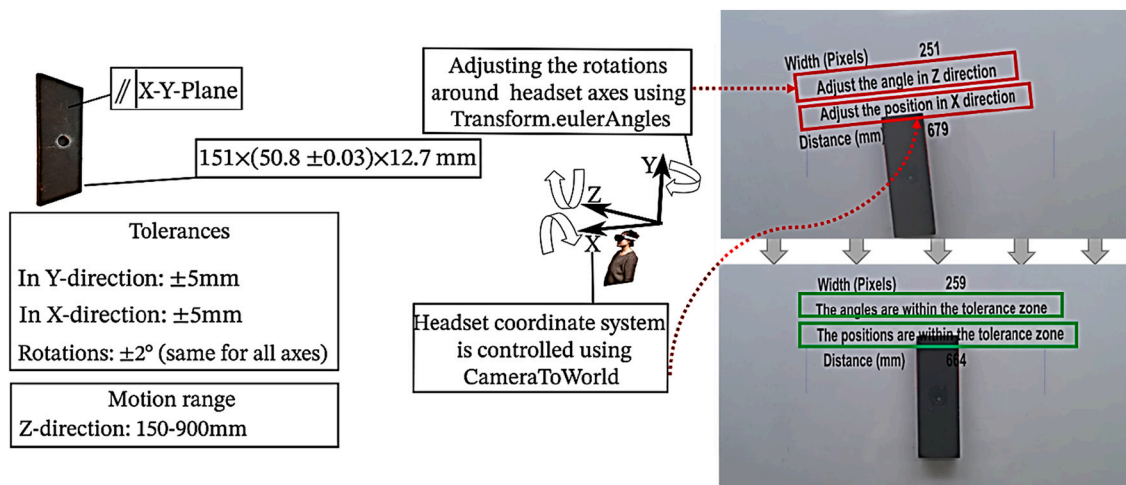 // X-Y-Plane
151×(50.8 ±0.03)×12.7 mm
Tolerances
In Y-direction: ±5mm
In X-direction: ±5mm
Rotations: ±2° (same for all axes)
Motion range
Z-direction: 150-900mm
Adjusting the rotations
around headset axes using
Transform.eulerAngles
Y
Z
X
Headset coordinate system
is controlled using
CameraToWorld
Width (Pixels) 251
Adjust the angle in Z direction
Adjust the position in X direction
Distance (mm) 679
Width (Pixels) 259
The angles are within the tolerance zone
The positions are within the tolerance zone
Distance (mm) 664